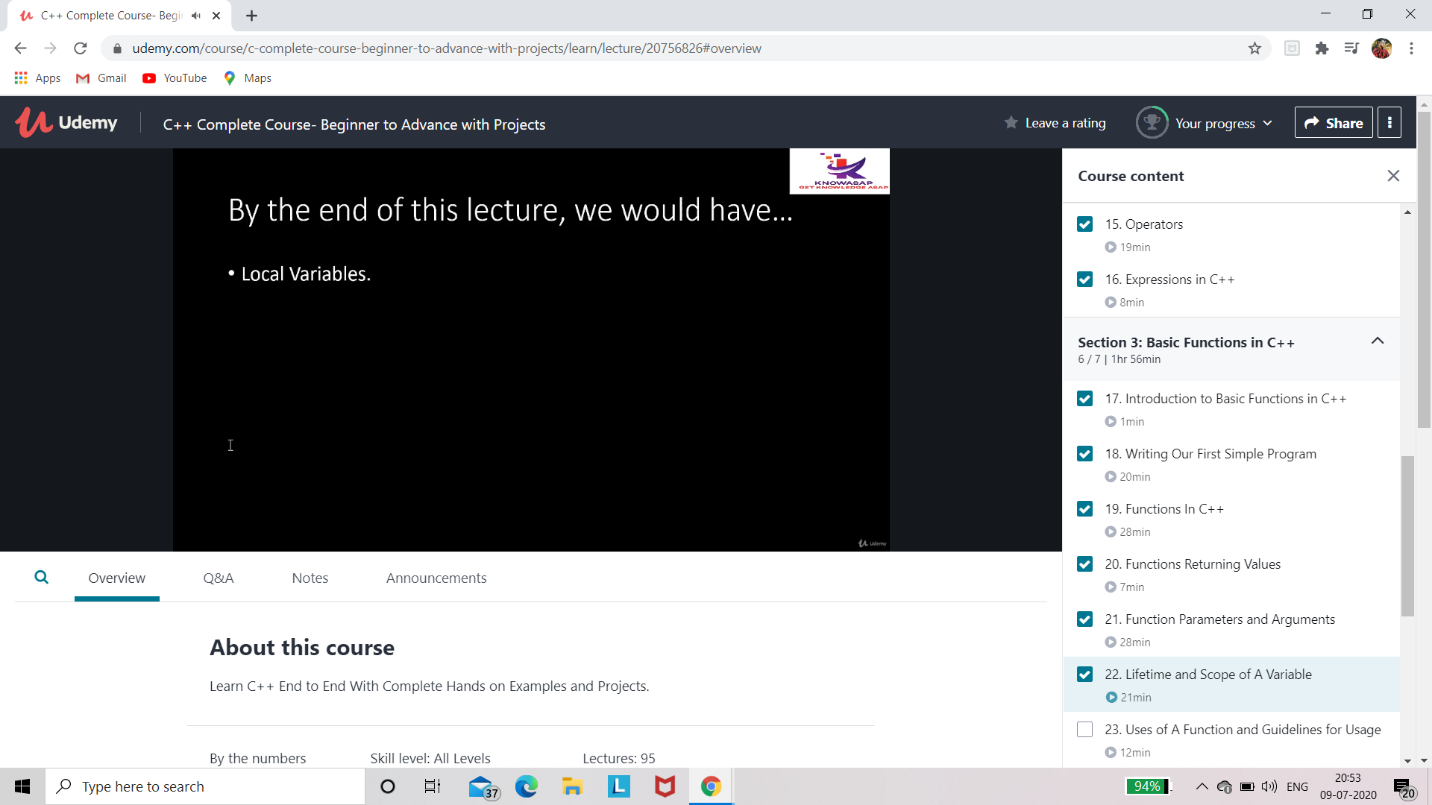 C++ Complete Course- Begi
udemy.com/course/c-complete-course-beginner-to-advance-with-projects/learn/lecture/20756826#overview
Apps Gmail YouTube Maps
Udemy C++ Complete Course- Beginner to Advance with Projects Leave a rating Your progress Share
KNOWASAP
GET KNOWLEDGE ASAP
By the end of this lecture, we would have...
• Local Variables.
Udemy
Course content
15. Operators
19min
16. Expressions in C++
8min
Section 3: Basic Functions in C++
6 / 7 | 1hr 56min
17. Introduction to Basic Functions in C++
1min
18. Writing Our First Simple Program
20min
19. Functions In C++
28min
20. Functions Returning Values
7min
21. Function Parameters and Arguments
28min
22. Lifetime and Scope of A Variable
21min
23. Uses of A Function and Guidelines for Usage
12min
Overview Q&A Notes Announcements
About this course
Learn C++ End to End With Complete Hands on Examples and Projects.
By the numbers Skill level: All Levels Lectures: 95
Type here to search 37 L 94% ENG 20:53
09-07-2020 20